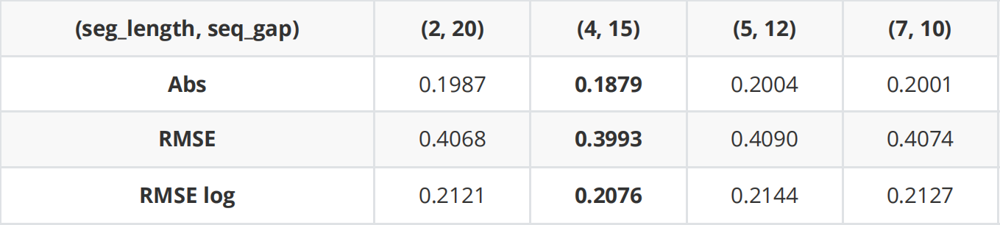 (seg_length, seq_gap) (2, 20) (4, 15) (5, 12) (7, 10)
Abs 0.1987 0.1879 0.2004 0.2001
RMSE 0.4068 0.3993 0.4090 0.4074
RMSE log 0.2121 0.2076 0.2144 0.2127